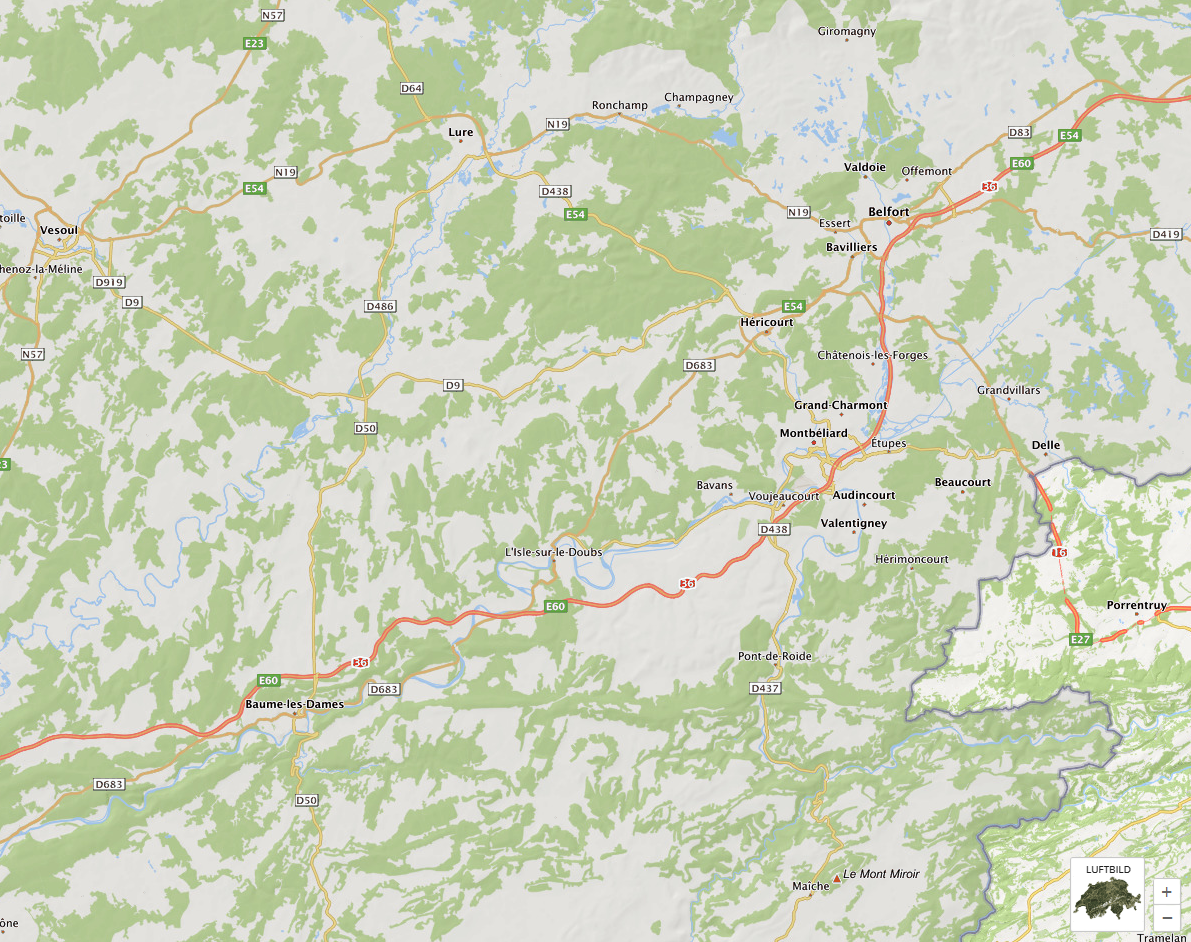 N57
E23
Giromagny
D64
Champagney
Ronchamp
N19
Lure
D83
E54
E60
Valdoie
Offemont
N19
E54
36
D438
E54
N19
Belfort
Essert
toille
Vesoul
D419
Bavilliers
henoz-la-Méline
D919
D9
D486
E54
Héricourt
N57
Châtenois-les-Forges
D683
D9
Grandvillars
Grand-Charmont
D50
Montbéliard
Étupes
Delle
3
Bavans
Voujeaucourt
Audincourt
Beaucourt
Valentigney
D438
L'Isle-sur-le-Doubs
16
Hérimoncourt
36
E60
Porrentruy
E27
Pont-de-Roide
36
E60
D683
D437
Baume-les-Dames
D683
D50
LUFTBILD
Le Mont Miroir
Maîche
+
−
ône
Tramelan